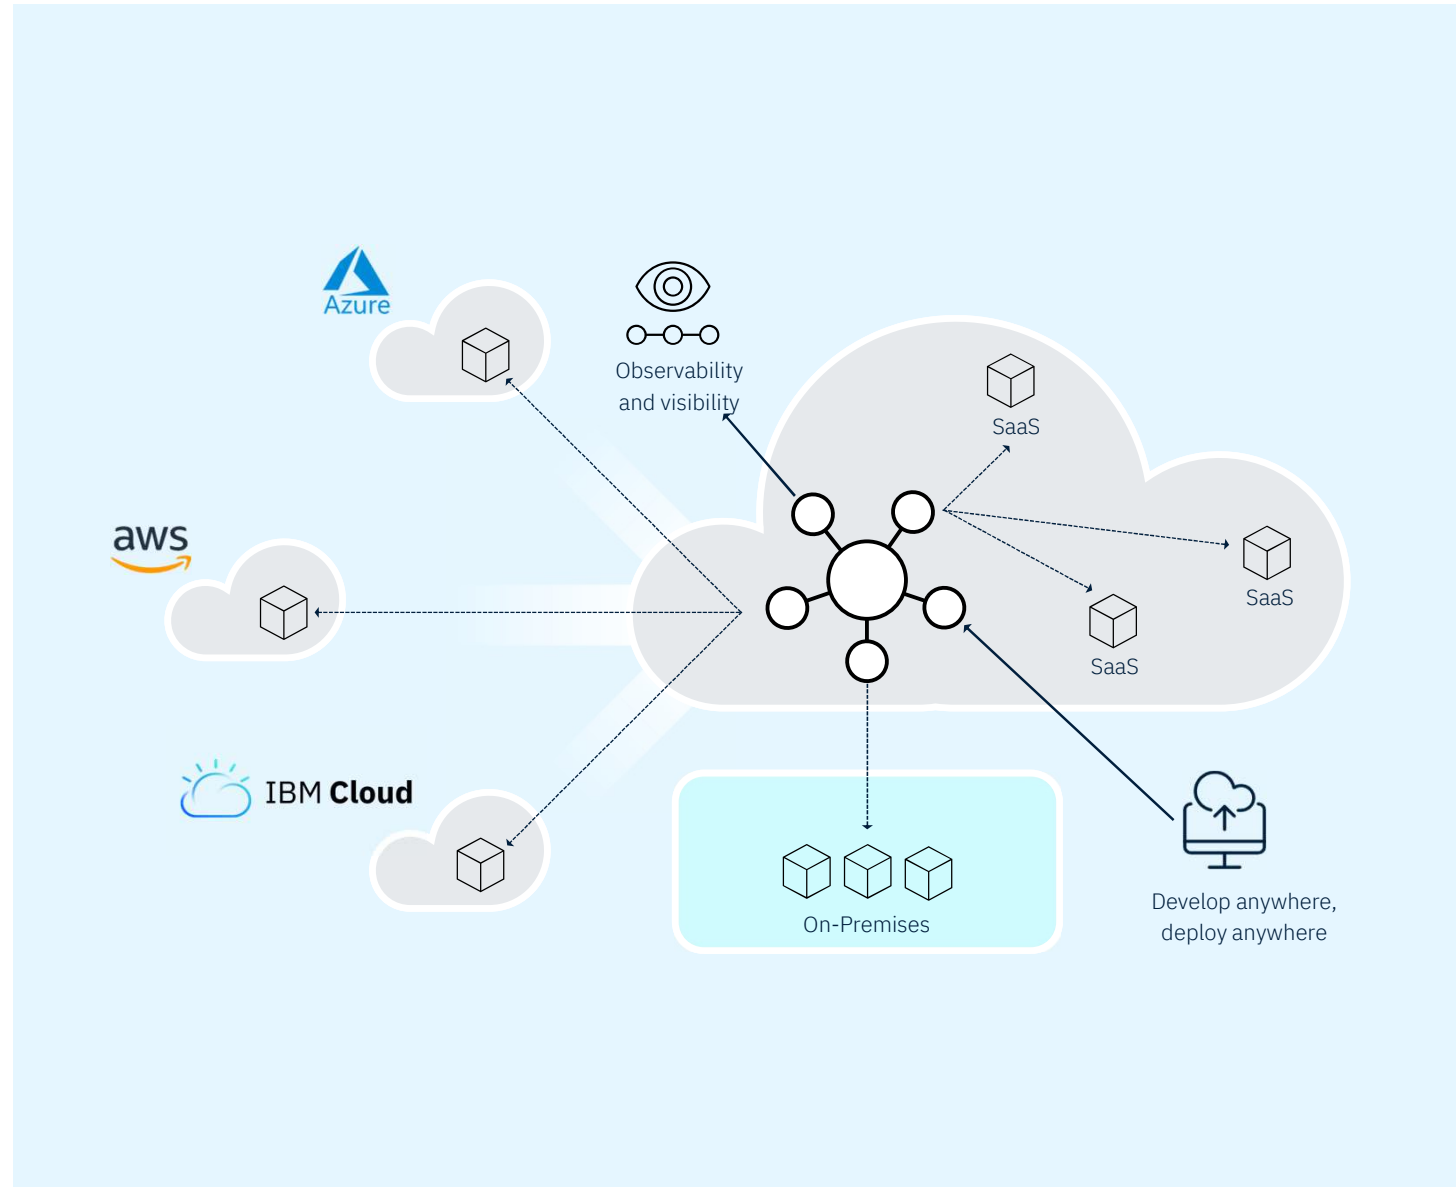 Azure
Observability
and visibility
SaaS
aws
SaaS
SaaS
IBM Cloud
On-Premises
Develop anywhere,
deploy anywhere